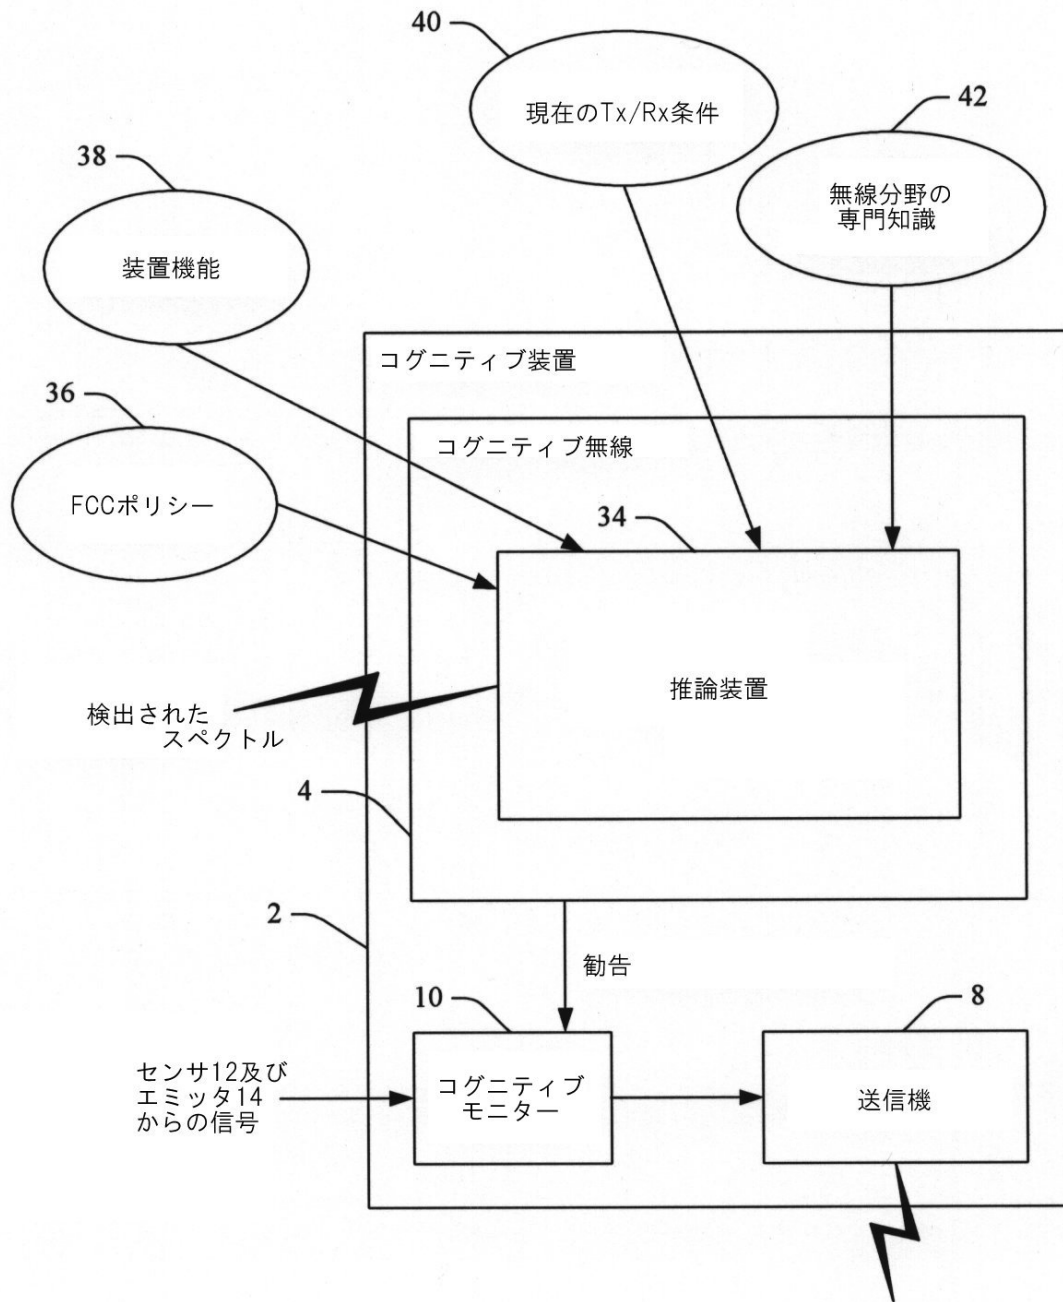 40
現在のTx/Rx条件
42
無線分野の
専門知識
38
装置機能
コグニティブ装置
36
FCCポリシー
コグニティブ無線
34
推論装置
検出された
スペクトル
4
2
勧告
10
8
センサ12及び
エミッタ14
からの信号
コグニティブ
モニター
送信機